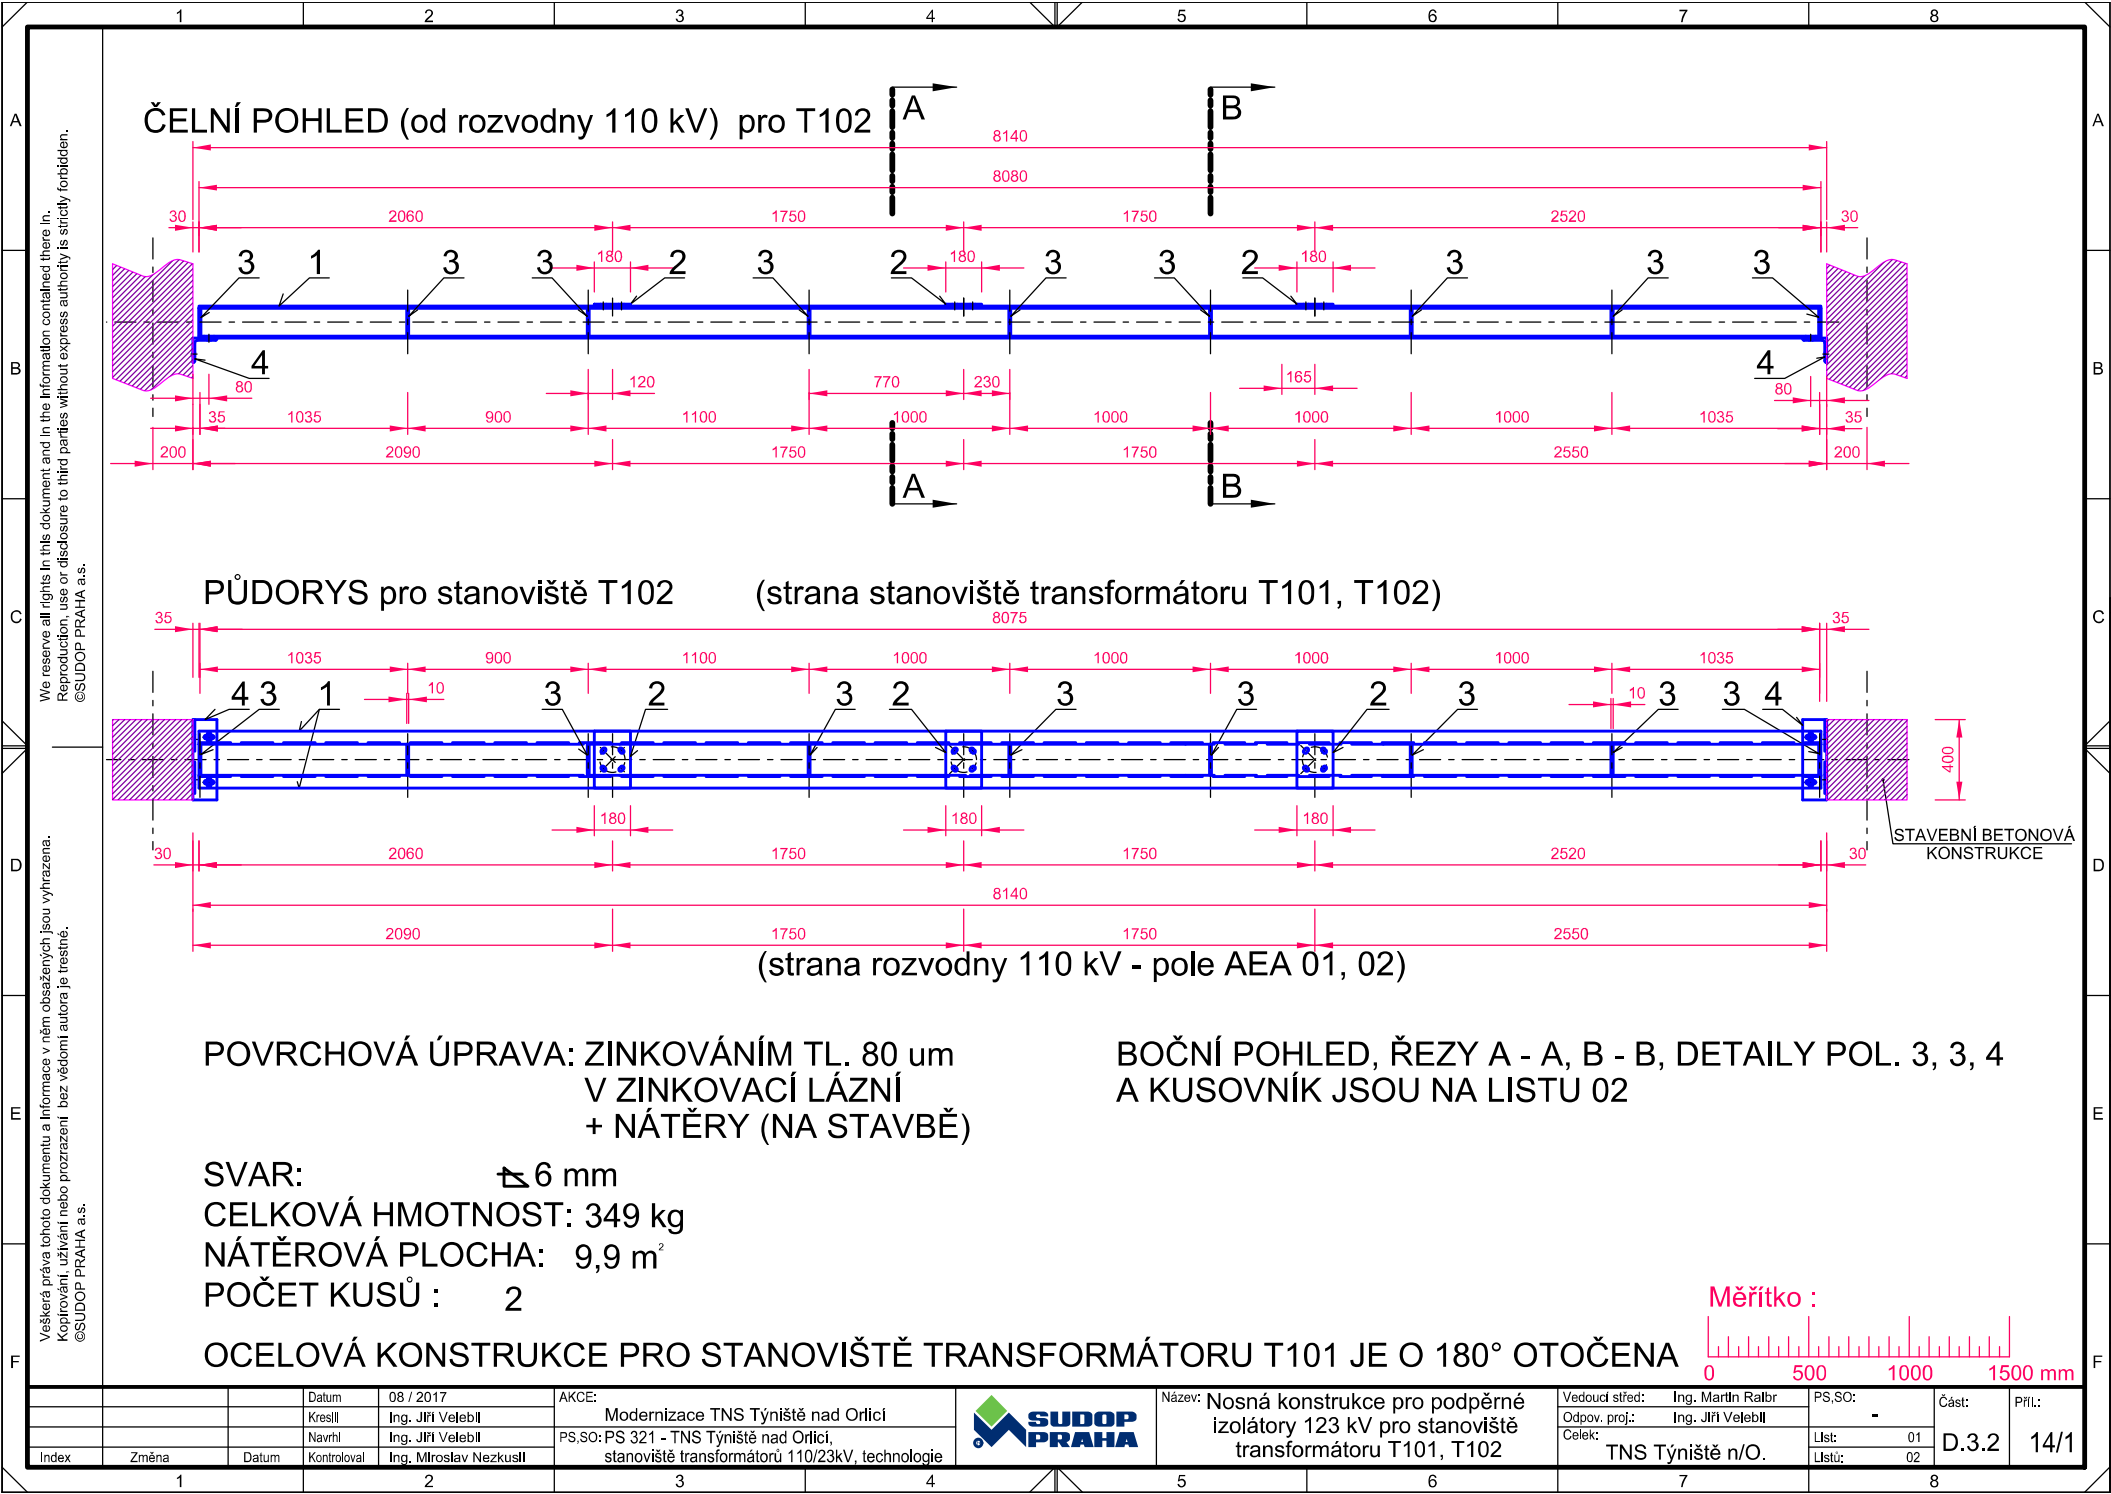 1 2 3 4 5 6 7 8
A
B
C
D
E
F
A
B
C
D
E
F
We reserve all rights in this document and in the information contained there in.
Reproduction, use or disclosure to third parties without express authority is strictly forbidden.
©SUDOP PRAHA a.s.
Veškerá práva tohoto dokumentu a informace v něm obsažených jsou vyhrazena.
Kopírování, užívání nebo prozrazení bez vědomí autora je trestné.
©SUDOP PRAHA a.s.
ČELNÍ POHLED (od rozvodny 110 kV) pro T102
A B
8140
8080
30 2060 1750 1750 2520 30
3 1 3 3 180 2 3 2 180 3 3 2 180 3 3 3
4 4
80 120 770 230 165 80
35 1035 900 1100 1000 1000 1000 1000 1035 35
200 2090 1750 1750 2550 200
A B
PŮDORYS pro stanoviště T102 (strana stanoviště transformátoru T101, T102)
35 8075 35
1035 900 1100 1000 1000 1000 1000 1035
4 3 1 10 3 2 3 2 3 3 2 3 10 3 3 4
400
180 180 180
STAVEBNÍ BETONOVÁ
KONSTRUKCE
30 2060 1750 1750 2520 30
8140
2090 1750 1750 2550
(strana rozvodny 110 kV - pole AEA 01, 02)
POVRCHOVÁ ÚPRAVA: ZINKOVÁNÍM TL. 80 um
V ZINKOVACÍ LÁZNÍ
+ NÁTĚRY (NA STAVBĚ)
BOČNÍ POHLED, ŘEZY A - A, B - B, DETAILY POL. 3, 3, 4
A KUSOVNÍK JSOU NA LISTU 02
SVAR: 6 mm
CELKOVÁ HMOTNOST: 349 kg
NÁTĚROVÁ PLOCHA: 9,9 m²
POČET KUSŮ : 2
OCELOVÁ KONSTRUKCE PRO STANOVIŠTĚ TRANSFORMÁTORU T101 JE O 180° OTOČENA
Měřítko :
0 500 1000 1500 mm
Index Změna Datum
Datum 08 / 2017
Kreslil Ing. Jiří Velebil
Navrhl Ing. Jiří Velebil
Kontroloval Ing. Miroslav Nezkusil
AKCE:
Modernizace TNS Týniště nad Orlicí
PS,SO: PS 321 - TNS Týniště nad Orlicí,
stanoviště transformátorů 110/23kV, technologie
SUDOP
PRAHA
Název: Nosná konstrukce pro podpěrné
izolátory 123 kV pro stanoviště
transformátoru T101, T102
Vedoucí střed: Ing. Martin Raibr
Odpov. proj.: Ing. Jiří Velebil
Celek:
TNS Týniště n/O.
PS,SO:
-
List: 01
Listů: 02
Část:
D.3.2
Příl.:
14/1
1 2 3 4 5 6 7 8